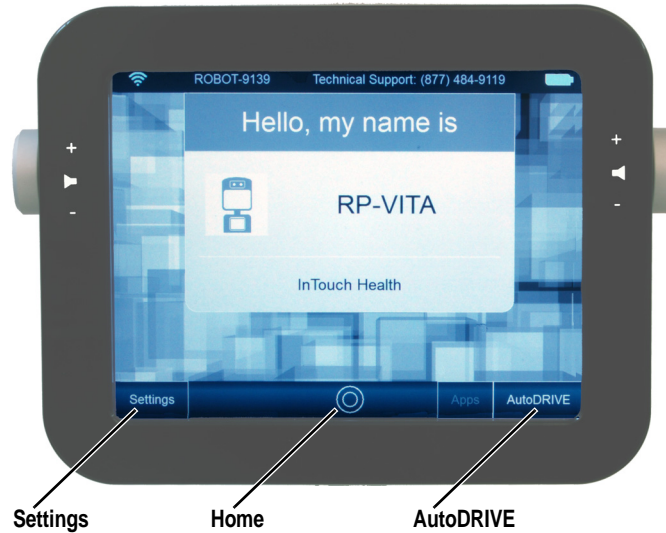 ROBOT-9139 Technical Support: (877) 484-9119
Hello, my name is
+ +
RP-VITA
- -
InTouch Health
Settings Apps AutoDRIVE
Settings Home AutoDRIVE